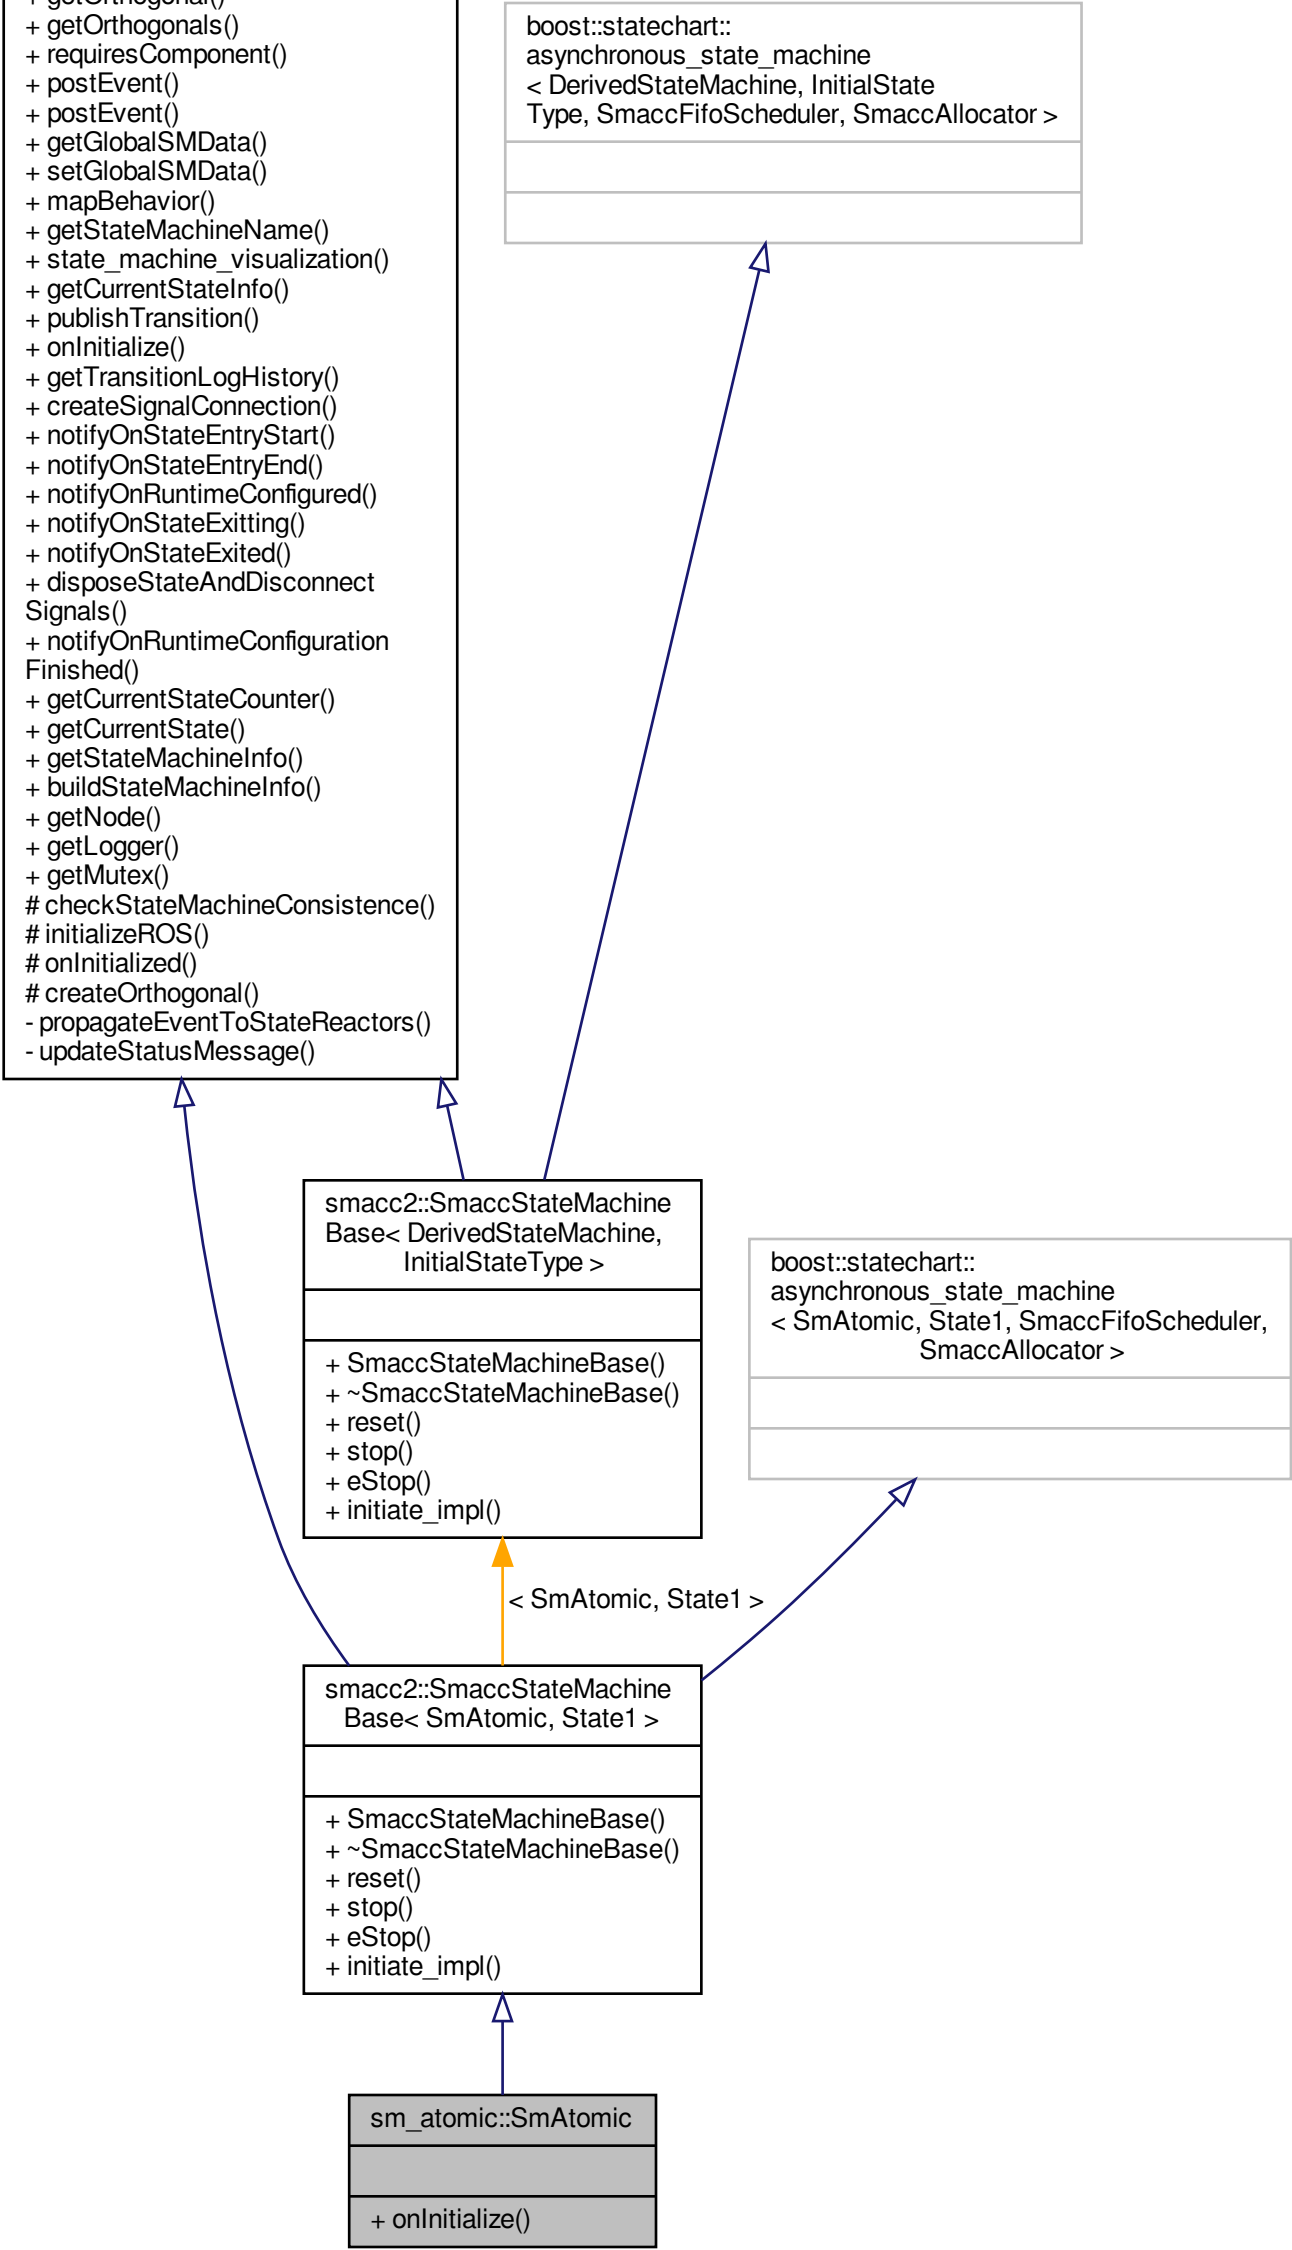 + getOrthogonal()
+ getOrthogonals()
+ requiresComponent()
+ postEvent()
+ postEvent()
+ getGlobalSMData()
+ setGlobalSMData()
+ mapBehavior()
+ getStateMachineName()
+ state_machine_visualization()
+ getCurrentStateInfo()
+ publishTransition()
+ onInitialize()
+ getTransitionLogHistory()
+ createSignalConnection()
+ notifyOnStateEntryStart()
+ notifyOnStateEntryEnd()
+ notifyOnRuntimeConfigured()
+ notifyOnStateExitting()
+ notifyOnStateExited()
+ disposeStateAndDisconnect
Signals()
+ notifyOnRuntimeConfiguration
Finished()
+ getCurrentStateCounter()
+ getCurrentState()
+ getStateMachineInfo()
+ buildStateMachineInfo()
+ getNode()
+ getLogger()
+ getMutex()
# checkStateMachineConsistence()
# initializeROS()
# onInitialized()
# createOrthogonal()
- propagateEventToStateReactors()
- updateStatusMessage()
boost::statechart::
asynchronous_state_machine
< DerivedStateMachine, InitialState
Type, SmaccFifoScheduler, SmaccAllocator >
smacc2::SmaccStateMachine
Base< DerivedStateMachine,
InitialStateType >
+ SmaccStateMachineBase()
+ ~SmaccStateMachineBase()
+ reset()
+ stop()
+ eStop()
+ initiate_impl()
boost::statechart::
asynchronous_state_machine
< SmAtomic, State1, SmaccFifoScheduler,
SmaccAllocator >
< SmAtomic, State1 >
smacc2::SmaccStateMachine
Base< SmAtomic, State1 >
+ SmaccStateMachineBase()
+ ~SmaccStateMachineBase()
+ reset()
+ stop()
+ eStop()
+ initiate_impl()
sm_atomic::SmAtomic
+ onInitialize()